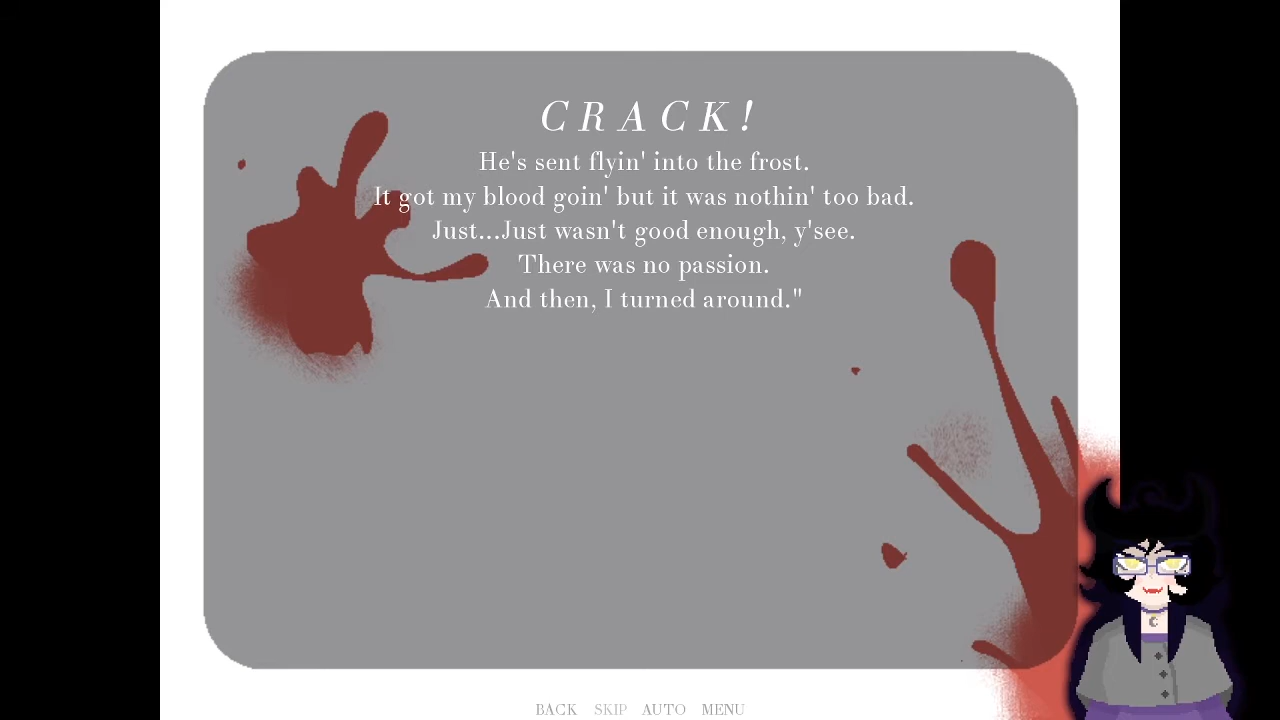 CRACK!
He's sent flyin' into the frost.
It got my blood goin' but it was nothin' too bad.
Just...Just wasn't good enough, y'see.
There was no passion.
And then, I turned around."
BACK SKIP AUTO MENU